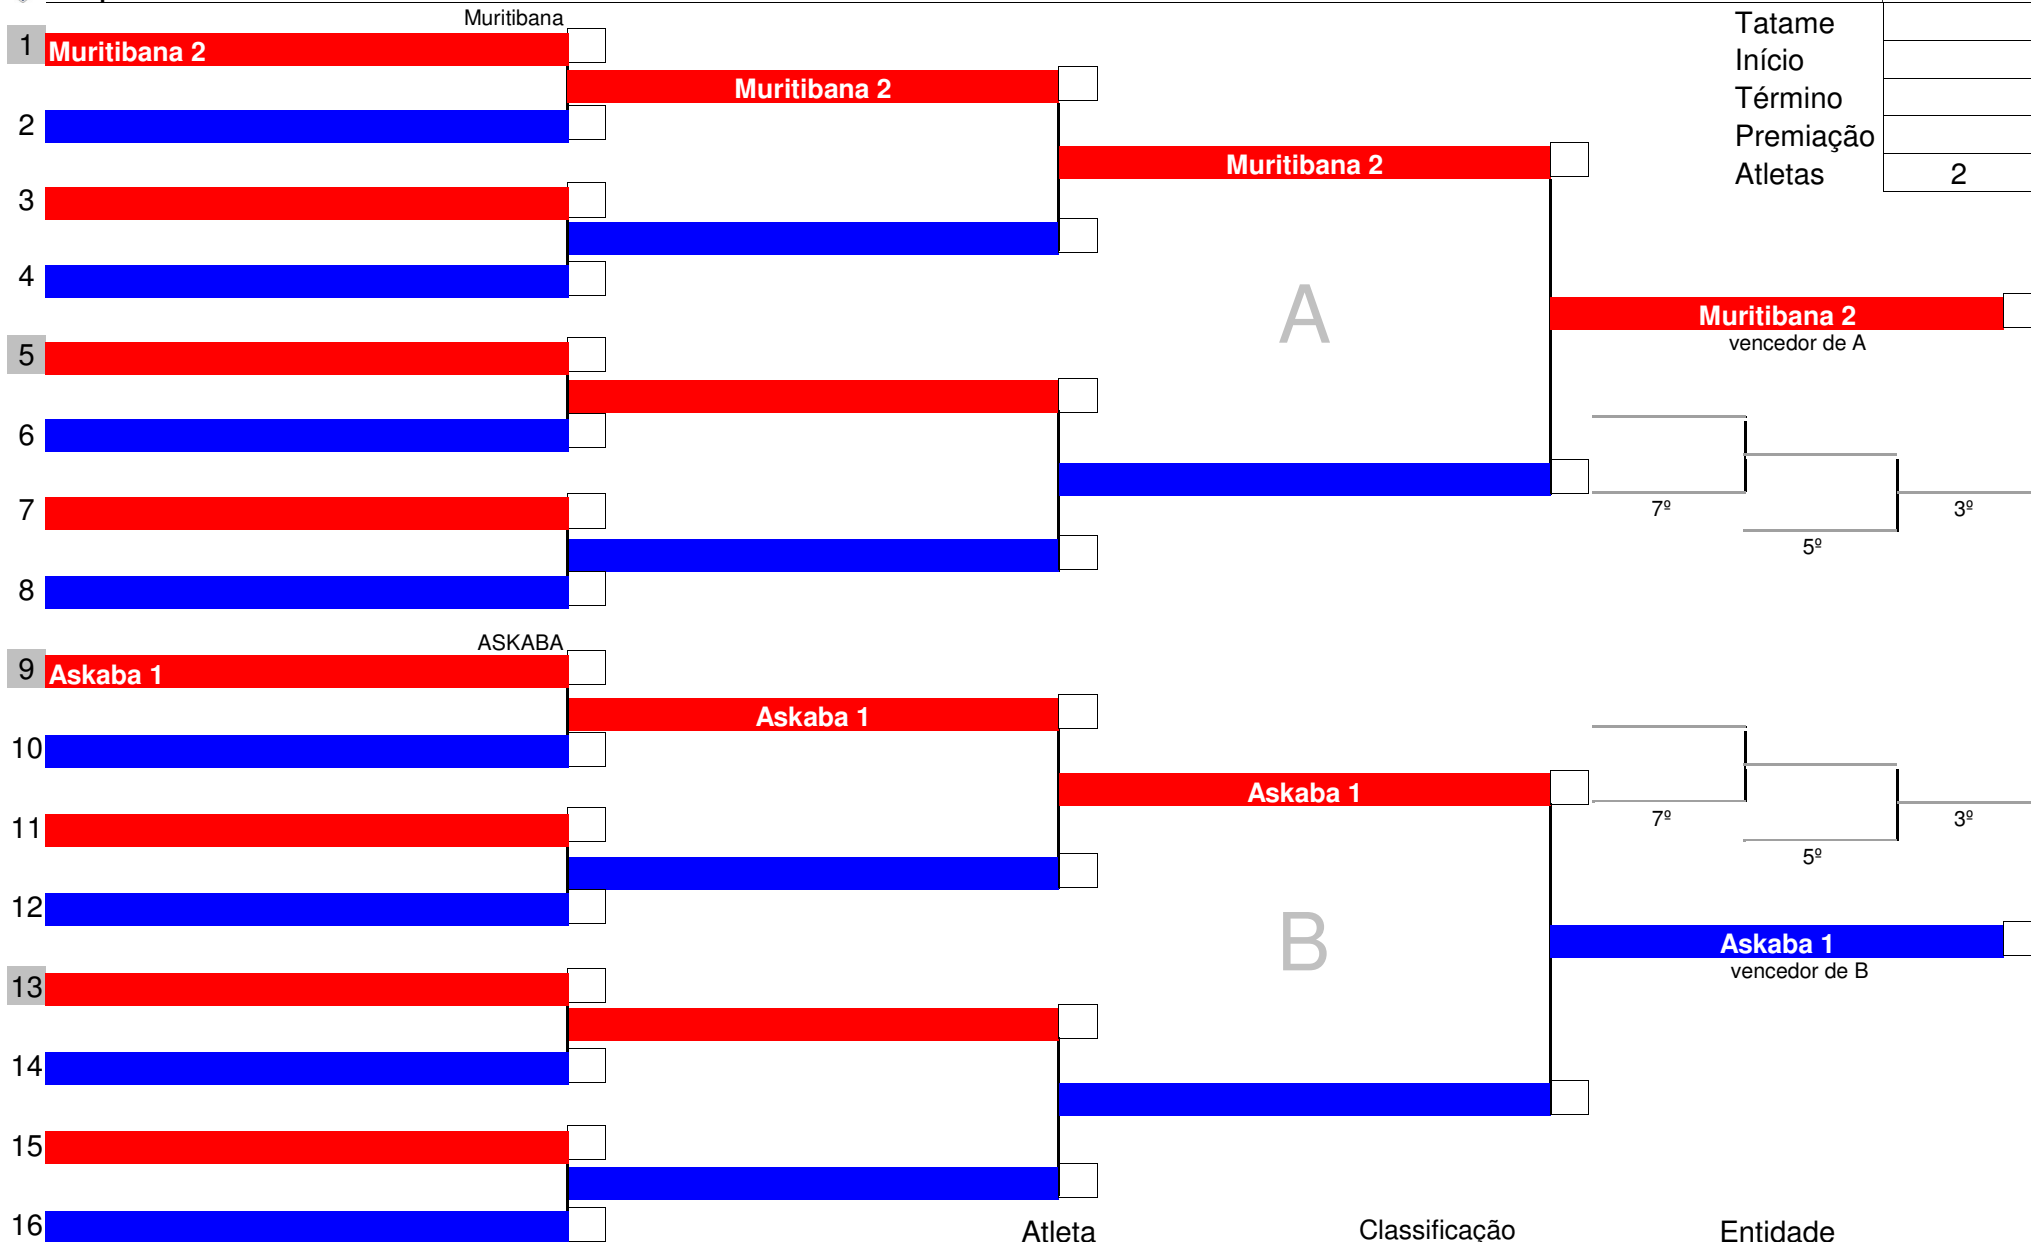 Muritibana
Tatame
1 Muritibana 2
Início
Muritibana 2
Término
2
Premiação
Muritibana 2
Atletas 2
3
4
A
Muritibana 2
vencedor de A
5
6
7
7º 3º
5º
8
ASKABA
9 Askaba 1
Askaba 1
10
Askaba 1
11
7º 3º
5º
12
B
Askaba 1
vencedor de B
13
14
15
16
Atleta Classificação Entidade